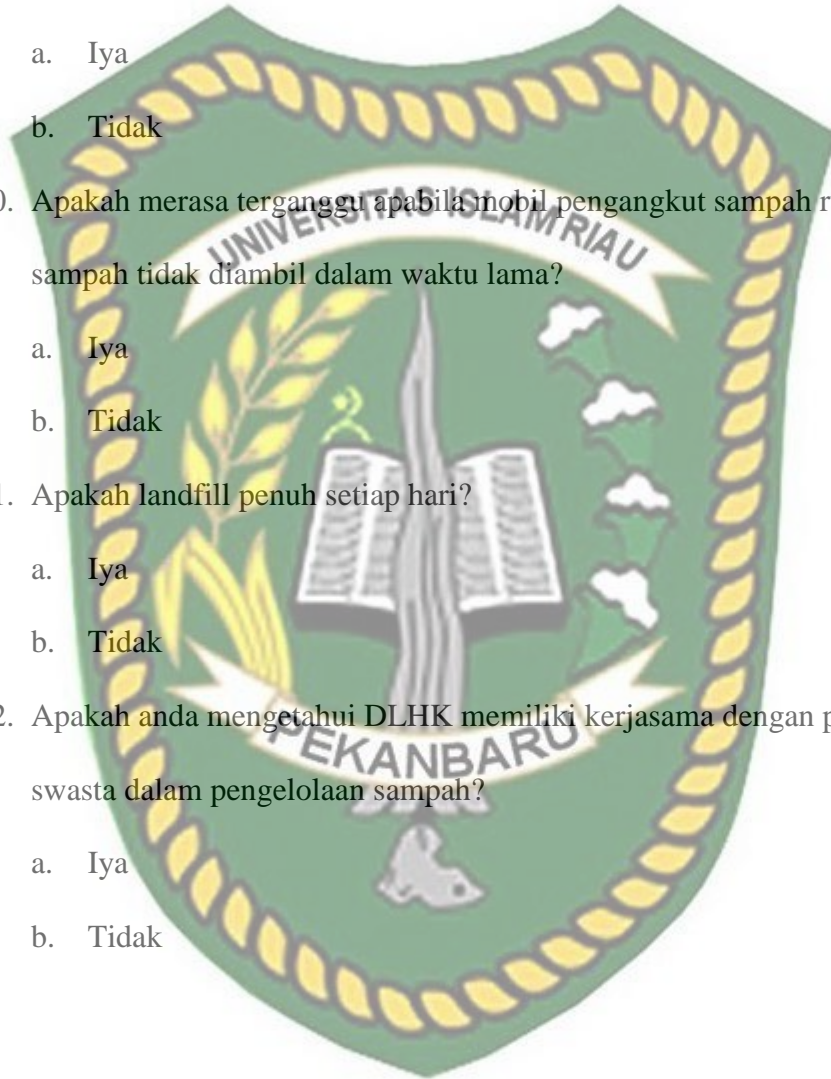 a. Iya
b. Tidak
0. Apakah merasa terganggu apabila mobil pengangkut sampah r
UNIVERSITAS ISLAM RIAU
sampah tidak diambil dalam waktu lama?
a. Iya
b. Tidak
1. Apakah landfill penuh setiap hari?
a. Iya
b. Tidak
2. Apakah anda mengetahui DLHK memiliki kerjasama dengan p
PEKANBARU
swasta dalam pengelolaan sampah?
a. Iya
b. Tidak